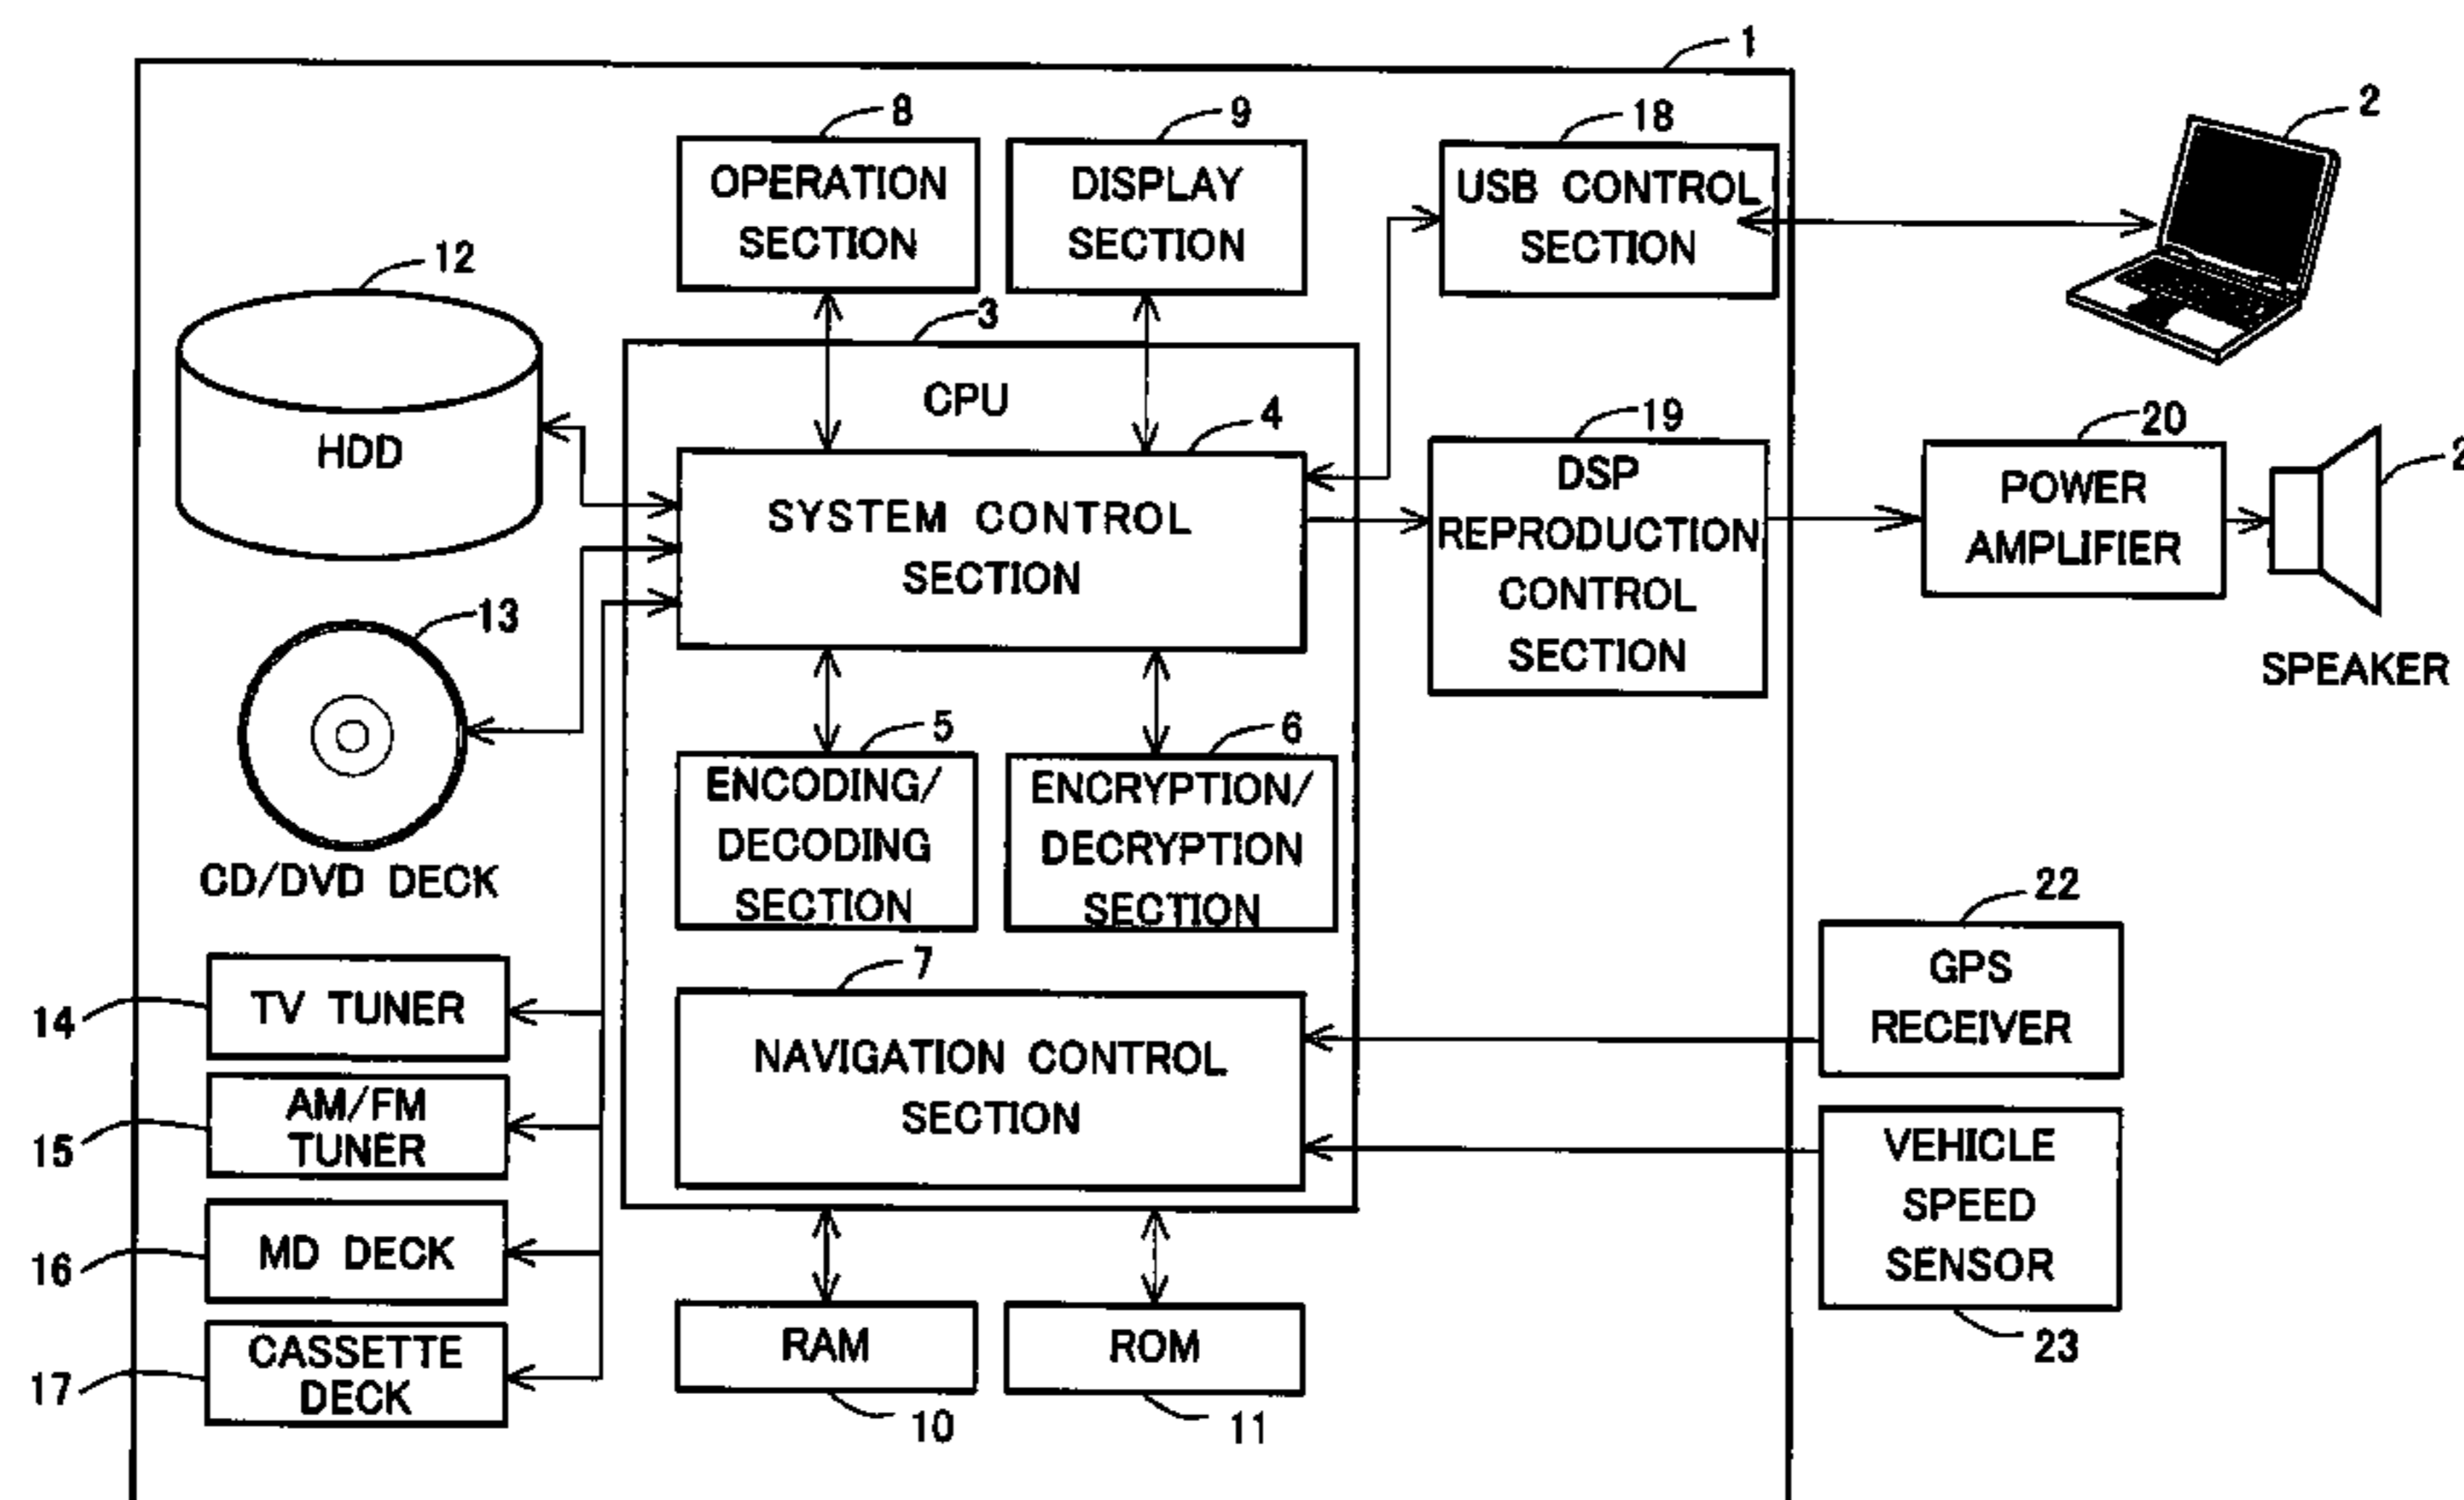 1
8
9
18
2
OPERATION
SECTION
DISPLAY
SECTION
USB CONTROL
SECTION
12
HDD
3
CPU
4
SYSTEM CONTROL
SECTION
19
DSP
REPRODUCTION
CONTROL
SECTION
20
POWER
AMPLIFIER
SPEAKER
13
CD/DVD DECK
5
ENCODING/
DECODING
SECTION
6
ENCRYPTION/
DECRYPTION
SECTION
7
NAVIGATION CONTROL
SECTION
22
GPS
RECEIVER
VEHICLE
SPEED
SENSOR
23
14
TV TUNER
15
AM/FM
TUNER
16
MD DECK
17
CASSETTE
DECK
RAM
10
ROM
11